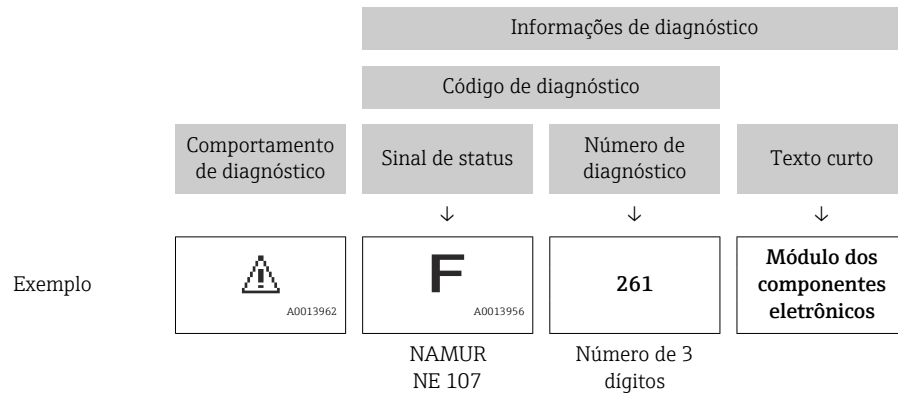 Informações de diagnóstico
Código de diagnóstico
Comportamento
de diagnóstico
Sinal de status
Número de
diagnóstico
Texto curto
↓
↓
↓
Exemplo
A0013962
F
A0013956
261
Módulo dos
componentes
eletrônicos
NAMUR
NE 107
Número de 3
dígitos